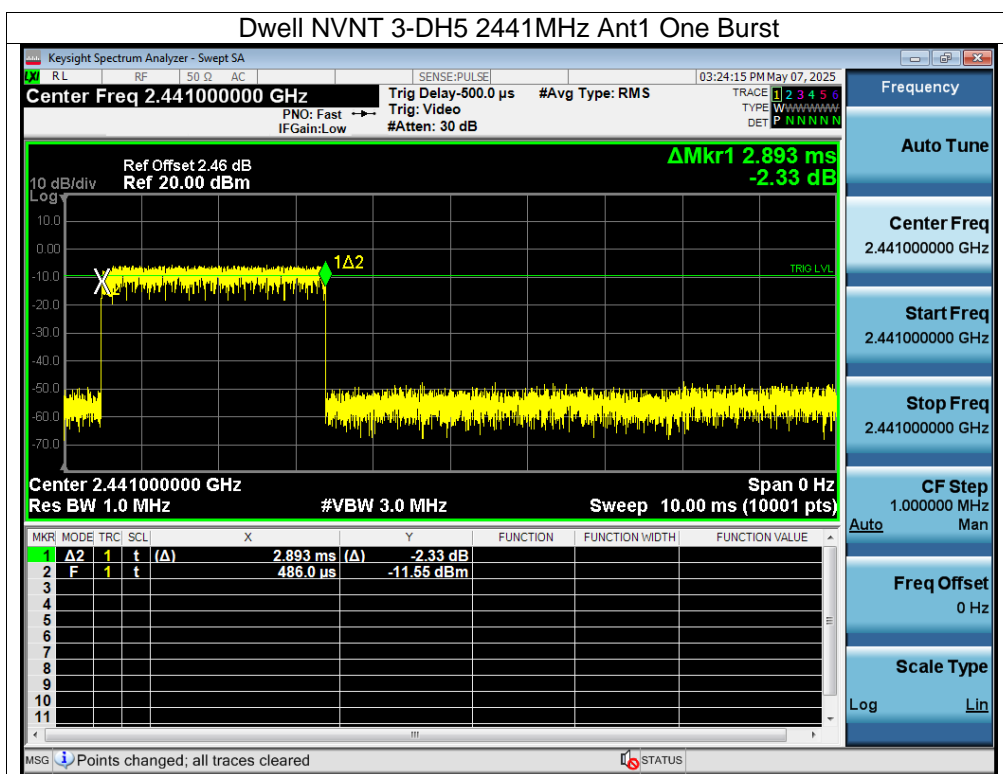 Dwell NVNT 3-DH5 2441MHz Ant1 One Burst
Keysight Spectrum Analyzer - Swept SA
LXI RL RF 50 Ω AC SENSE:PULSE 03:24:15 PM May 07, 2025
Center Freq 2.441000000 GHz
PNO: Fast
IFGain:Low
Trig Delay-500.0 µs
Trig: Video
#Atten: 30 dB
#Avg Type: RMS
TRACE 1 2 3 4 5 6
TYPE WWWWWWW
DET P N N N N N
Ref Offset 2.46 dB
Ref 20.00 dBm
10 dB/div
Log
ΔMkr1 2.893 ms
-2.33 dB
10.0
0.00
-10.0
-20.0
-30.0
-40.0
-50.0
-60.0
-70.0
1Δ2
TRIG LVL
X2
Center 2.441000000 GHz Span 0 Hz
Res BW 1.0 MHz #VBW 3.0 MHz Sweep 10.00 ms (10001 pts)
MKR MODE TRC SCL X Y FUNCTION FUNCTION WIDTH FUNCTION VALUE
1 Δ2 1 t (Δ) 2.893 ms (Δ) -2.33 dB
2 F 1 t 486.0 µs -11.55 dBm
3
4
5
6
7
8
9
10
11
MSG Points changed; all traces cleared STATUS
Frequency
Auto Tune
Center Freq
2.441000000 GHz
Start Freq
2.441000000 GHz
Stop Freq
2.441000000 GHz
CF Step
1.000000 MHz
Auto Man
Freq Offset
0 Hz
Scale Type
Log Lin